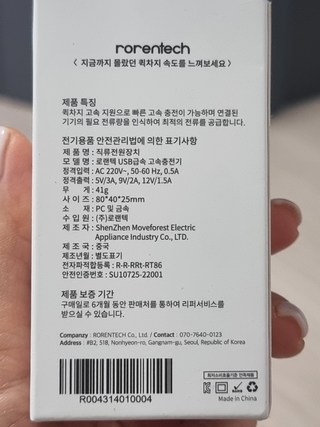 rorentech
< 지금까지 몰랐던 퀵차지 속도를 느껴보세요 >
제품 특징
퀵차지 고속 지원으로 빠른 고속 충전이 가능하며 연결된
기기의 필요 전류량을 인식하여 최적의 전류를 공급합니다.
전기용품 안전관리법에 의한 표기사항
제 품 명 : 직류전원장치
모 델 명 : 로랜텍 USB급속 고속충전기
정격입력 : AC 220V~, 50-60 Hz, 0.5A
정격출력 : 5V/3A, 9V/2A, 12V/1.5A
무 게 : 41g
사 이 즈 : 80*40*25mm
소 재 : PC 및 금속
수 입 원 : (주)로랜텍
제 조 자 : ShenZhen Moveforest Electric
Appliance Industry Co., LTD.
제 조 국 : 중국
제조년월 : 별도표기
전자파적합등록 : R-R-RRt-RT86
안전인증번호 : SU10725-22001
제품 보증 기간
구매일로 6개월 동안 판매처를 통하여 리퍼서비스를
받으실 수 있습니다.
Companzy : RORENTECH Co., Ltd. / Contact : 070-7640-0123
Address : #B2, 518, Nonhyeon-ro, Gangnam-gu, Seoul, Republic of Korea
R004314010004
Made in China